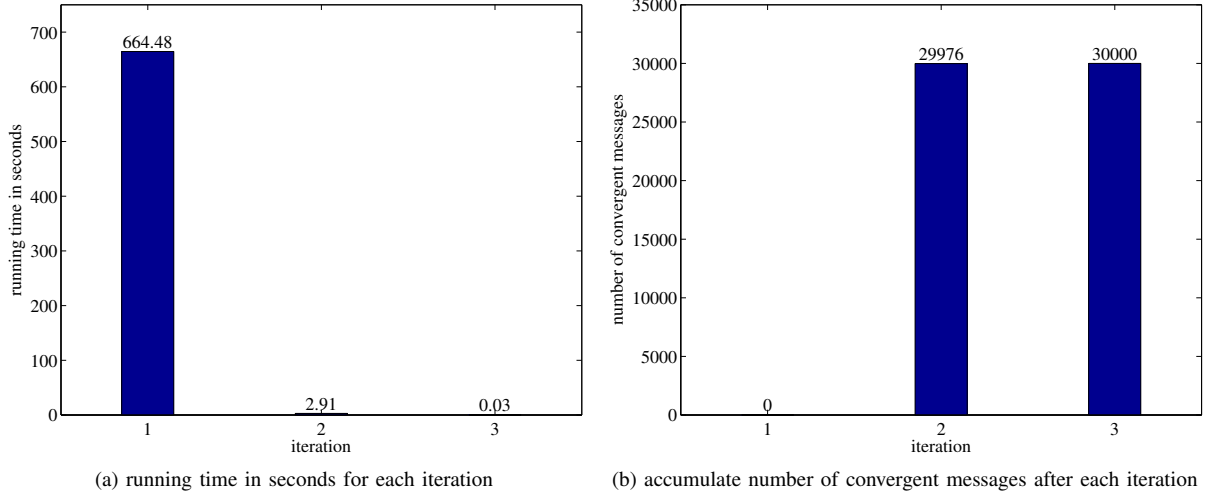 700
600
500
400
300
200
100
0
running time in seconds
664.48
2.91
0.03
1 2 3
iteration
(a) running time in seconds for each iteration
35000
30000
25000
20000
15000
10000
5000
0
number of convergent messages
0
29976
30000
1 2 3
iteration
(b) accumulate number of convergent messages after each iteration